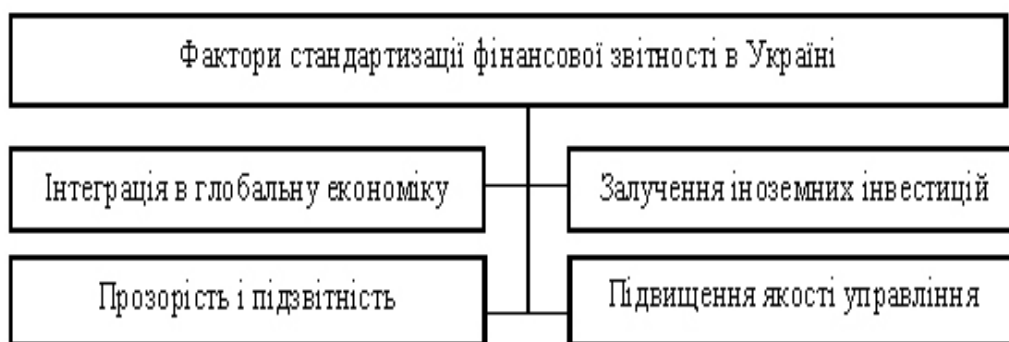 Фактори стандартизації фінансової звітності в Україні
Інтеграція в глобальну економіку
Залучення іноземних інвестицій
Прозорість і підзвітність
Підвищення якості управління